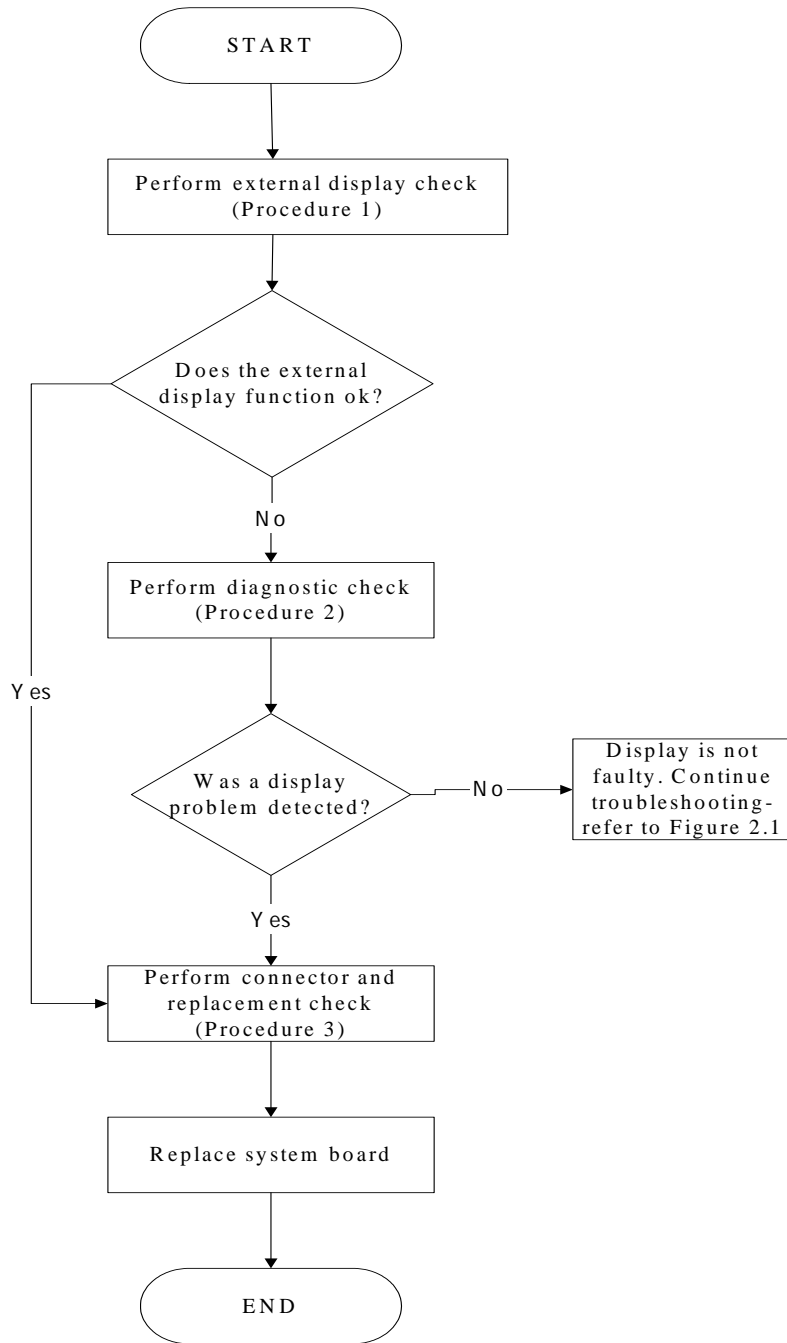 START
Perform external display check
(Procedure 1)
Does the external
display function ok?
No
Perform diagnostic check
(Procedure 2)
Yes
Was a display
problem detected?
No
Display is not
faulty. Continue
troubleshooting-
refer to Figure 2.1
Yes
Perform connector and
replacement check
(Procedure 3)
Replace system board
END